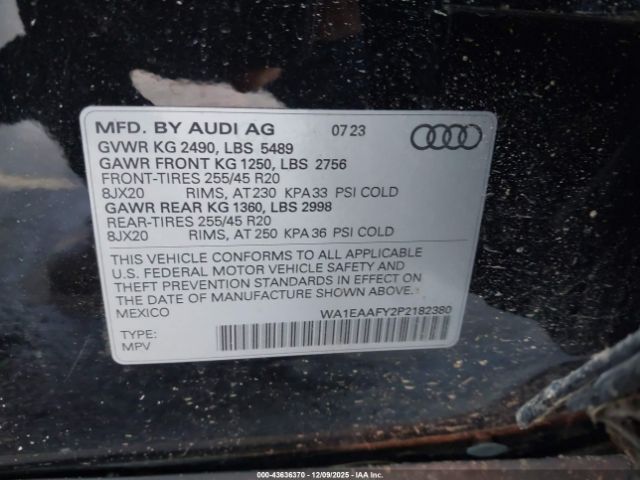 MFD. BY AUDI AG 07 23
GVWR KG 2490, LBS 5489
GAWR FRONT KG 1250, LBS 2756
FRONT-TIRES 255/45 R20
8JX20 RIMS, AT 230 KPA 33 PSI COLD
GAWR REAR KG 1360, LBS 2998
REAR-TIRES 255/45 R20
8JX20 RIMS, AT 250 KPA 36 PSI COLD
THIS VEHICLE CONFORMS TO ALL APPLICABLE
U.S. FEDERAL MOTOR VEHICLE SAFETY AND
THEFT PREVENTION STANDARDS IN EFFECT ON
THE DATE OF MANUFACTURE SHOWN ABOVE.
MEXICO
WA1EAAFY2P2182380
TYPE:
MPV
000-43636370 - 12/09/2025 - www.iaai.com